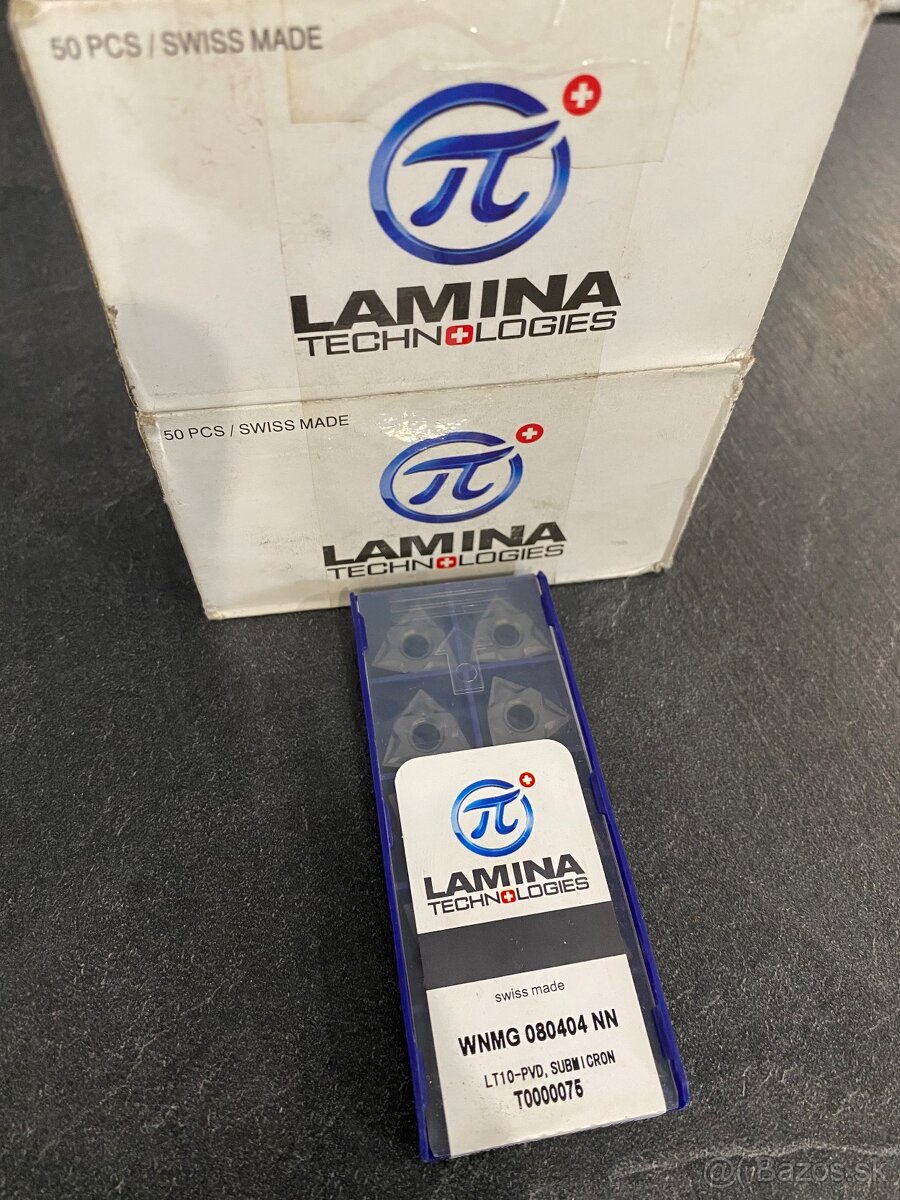 50 PCS / SWISS MADE
π
LAMINA
TECHNOLOGIES
50 PCS / SWISS MADE
π
LAMINA
TECHNOLOGIES
π
LAMINA
TECHNOLOGIES
swiss made
WNMG 080404 NN
LT10-PVD, SUBMICRON
T0000075
Bazos.sk